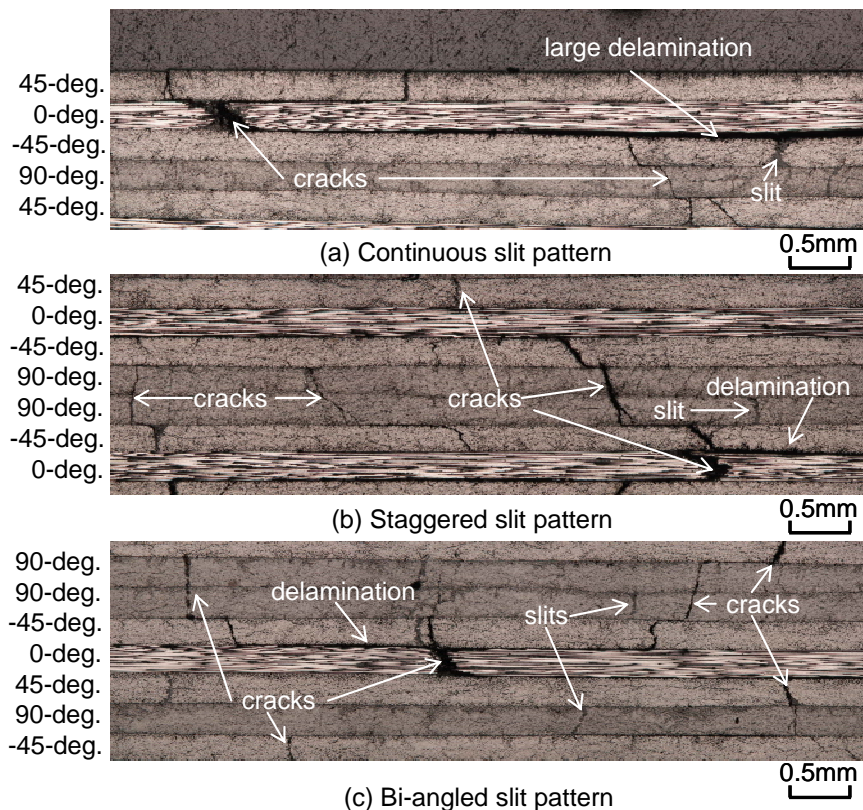 large delamination
45-deg.
0-deg.
-45-deg.
90-deg.
45-deg.
cracks
slit
(a) Continuous slit pattern
0.5mm
45-deg.
0-deg.
-45-deg.
90-deg.
90-deg.
-45-deg.
0-deg.
cracks
cracks
slit
delamination
(b) Staggered slit pattern
0.5mm
90-deg.
90-deg.
-45-deg.
0-deg.
45-deg.
90-deg.
-45-deg.
delamination
slits
cracks
cracks
(c) Bi-angled slit pattern
0.5mm